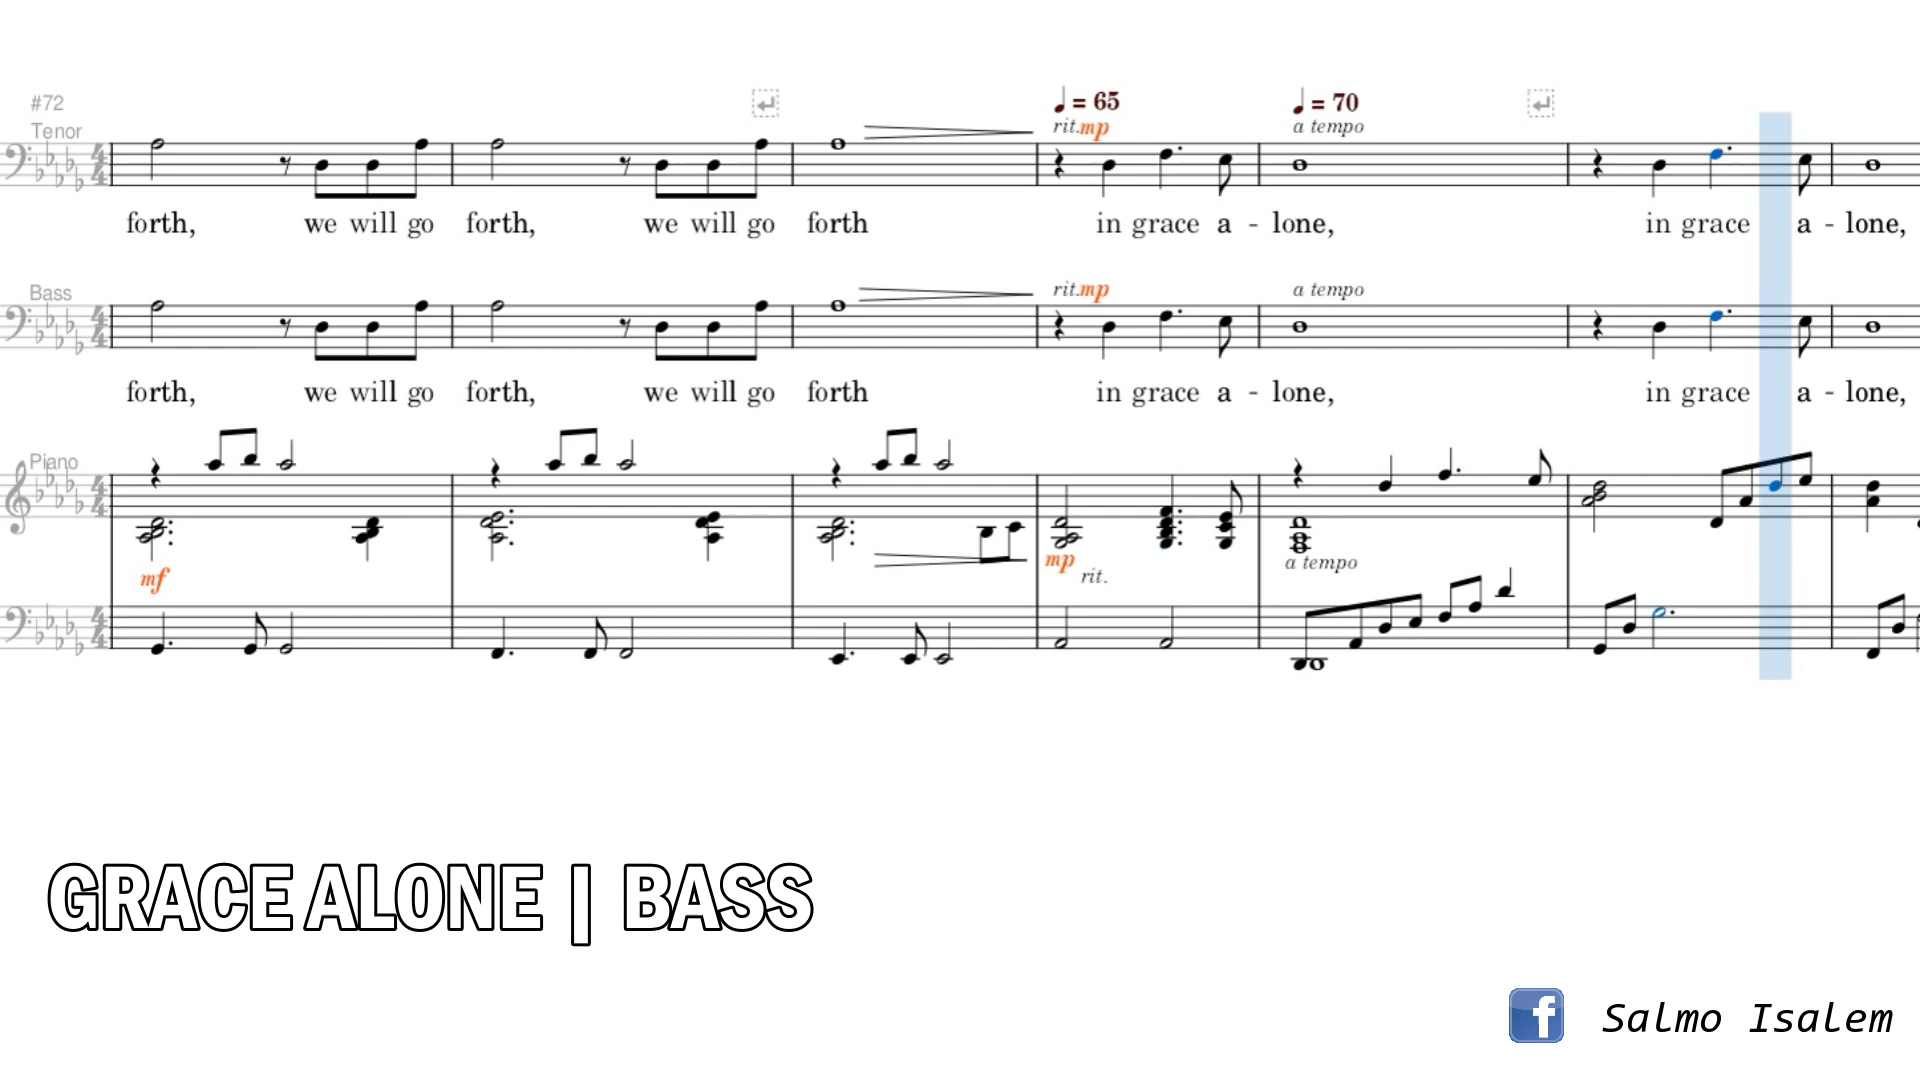 #72
♩ = 65 ♩ = 70
Tenor rit. mp a tempo
forth, we will go forth, we will go forth in grace a - lone, in grace a - lone,
Bass rit. mp a tempo
forth, we will go forth, we will go forth in grace a - lone, in grace a - lone,
Piano
mf mp rit. a tempo
GRACE ALONE | BASS
f Salmo Isalem